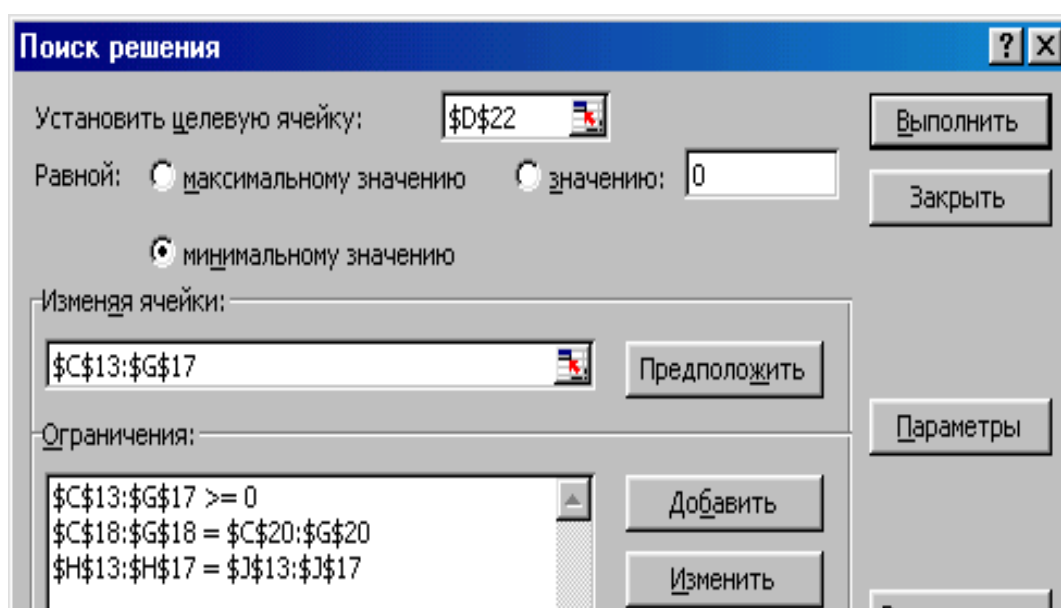 Поиск решения
Установить целевую ячейку: $D$22
Выполнить
Равной: максимальному значению значению: 0
Закрыть
минимальному значению
Изменяя ячейки:
$C$13:$G$17
Предположить
Параметры
Ограничения:
$C$13:$G$17 >= 0
$C$18:$G$18 = $C$20:$G$20
$H$13:$H$17 = $J$13:$J$17
Добавить
Изменить